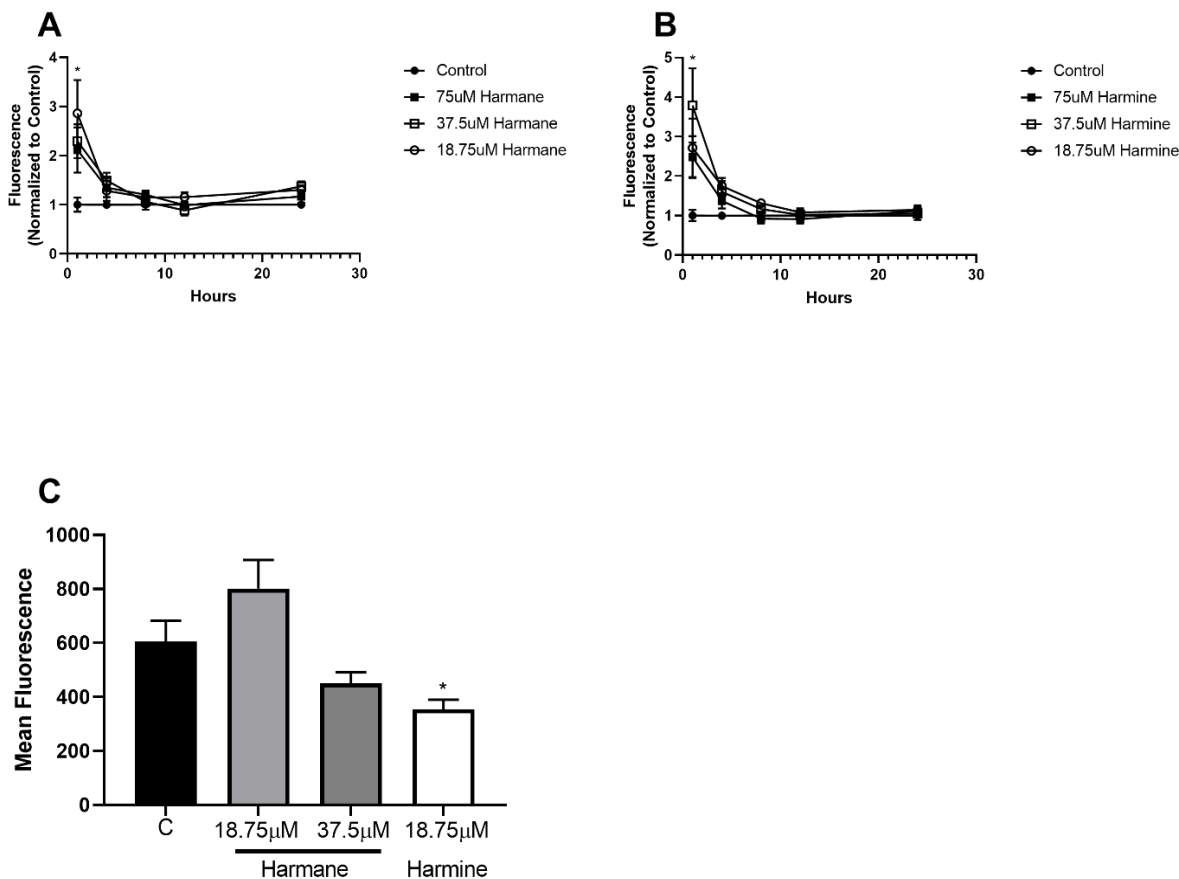 A
Fluorescence
(Normalized to Control)
4
3
2
1
0
*
0
10
20
30
Hours
Control
75uM Harmane
37.5uM Harmane
18.75uM Harmane
B
Fluorescence
(Normalized to Control)
5
4
3
2
1
0
*
0
10
20
30
Hours
Control
75uM Harmine
37.5uM Harmine
18.75uM Harmine
C
Mean Fluorescence
1000
800
600
400
200
0
*
C
18.75μM
37.5μM
18.75μM
Harmane
Harmine